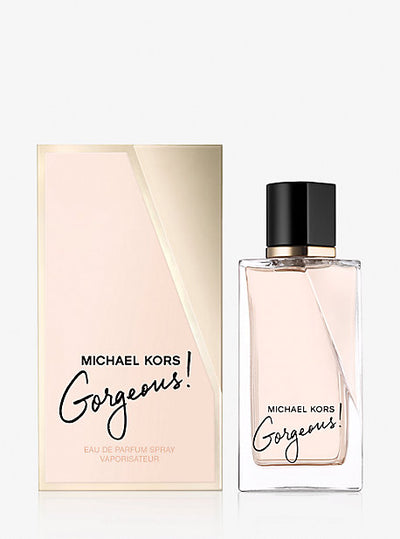 MICHAEL KORS
Gorgeous!
EAU DE PARFUM SPRAY
VAPORISATEUR
MICHAEL KORS
Gorgeous!